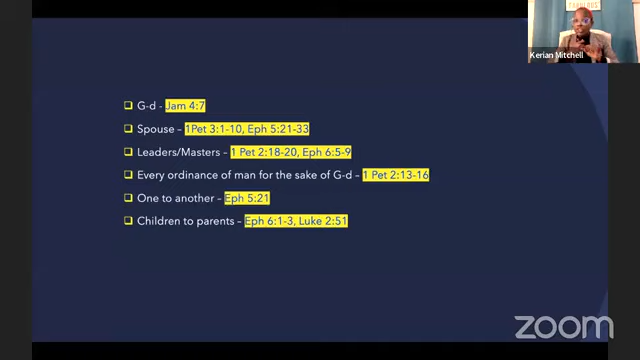 Kerian Mitchell
G-d - Jam 4:7
Spouse – 1Pet 3:1-10, Eph 5:21-33
Leaders/Masters – 1 Pet 2:18-20, Eph 6:5-9
Every ordinance of man for the sake of G-d – 1 Pet 2:13-16
One to another – Eph 5:21
Children to parents – Eph 6:1-3, Luke 2:51
zoom